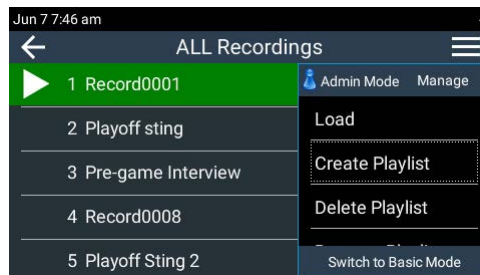 Jun 7 7:46 am
ALL Recordings
1 Record0001
2 Playoff sting
3 Pre-game Interview
4 Record0008
5 Playoff Sting 2
Admin Mode Manage
Load
Create Playlist
Delete Playlist
Switch to Basic Mode